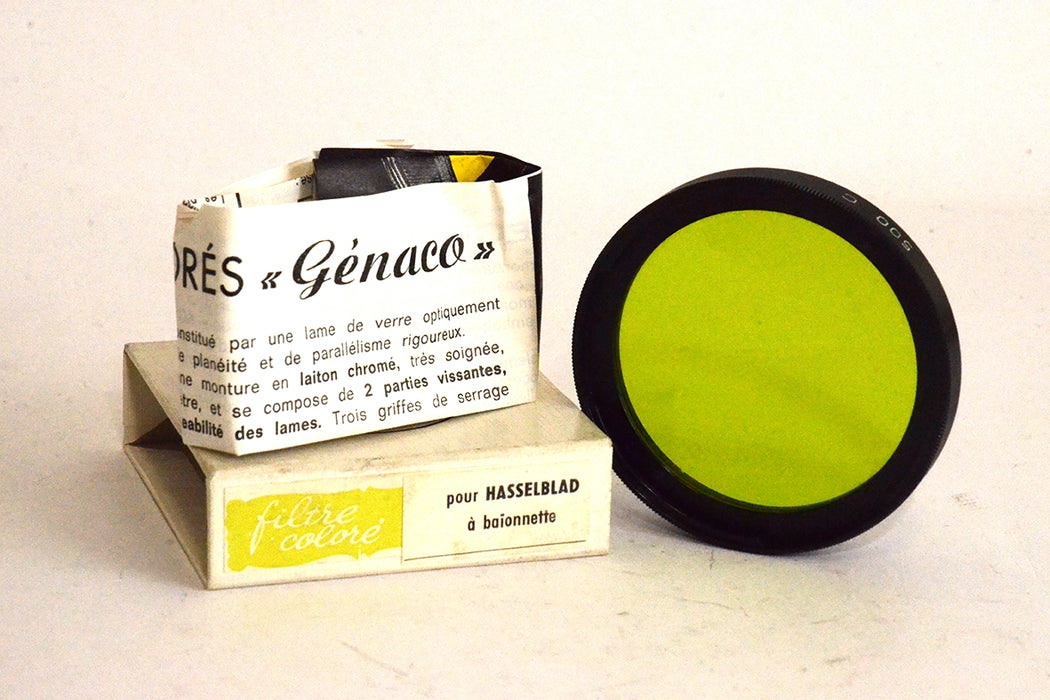 ORÉS « Génaco »
nstitué par une lame de verre optiquement
e planéité et de parallélisme rigoureux.
ne monture en laiton chromé, très soignée,
tre, et se compose de 2 parties vissantes,
eabilité des lames. Trois griffes de serrage
filtre
coloré
pour HASSELBLAD
à baïonnette
500 C